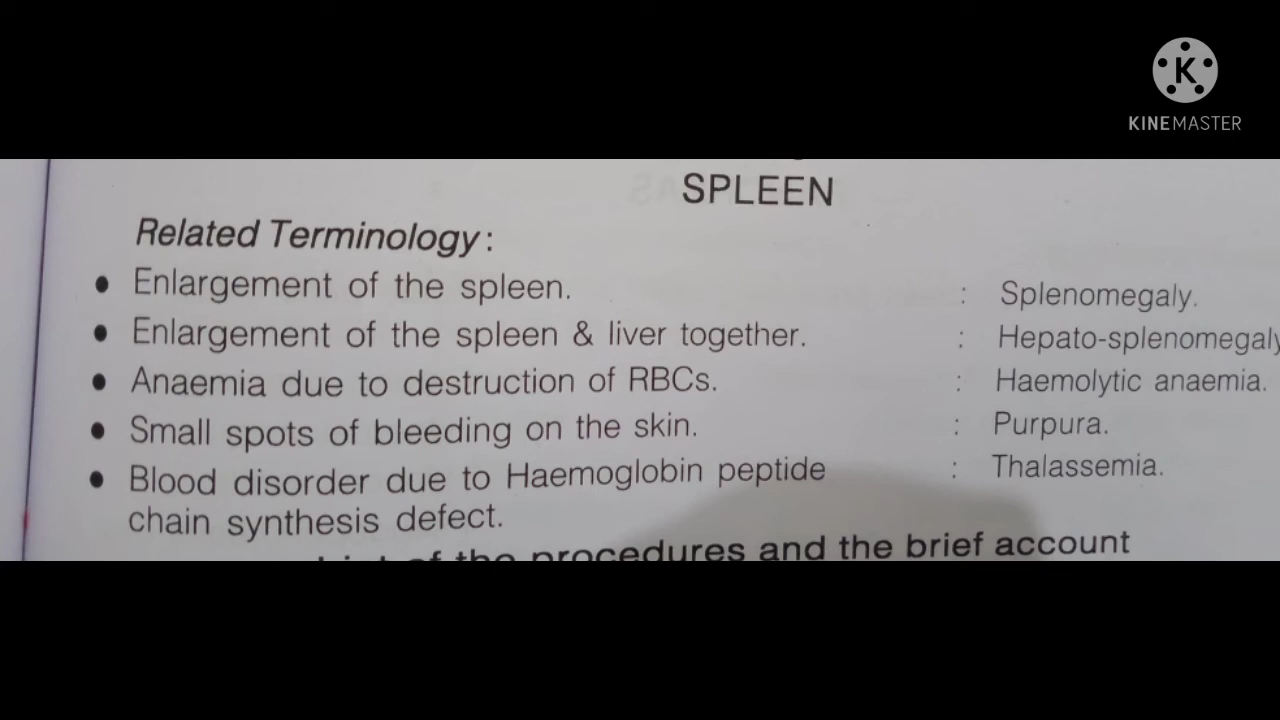 K
KINEMASTER
SPLEEN
Related Terminology :
• Enlargement of the spleen. : Splenomegaly.
• Enlargement of the spleen & liver together. : Hepato-splenomegaly
• Anaemia due to destruction of RBCs. : Haemolytic anaemia.
• Small spots of bleeding on the skin. : Purpura.
• Blood disorder due to Haemoglobin peptide : Thalassemia.
chain synthesis defect.
of the procedures and the brief account